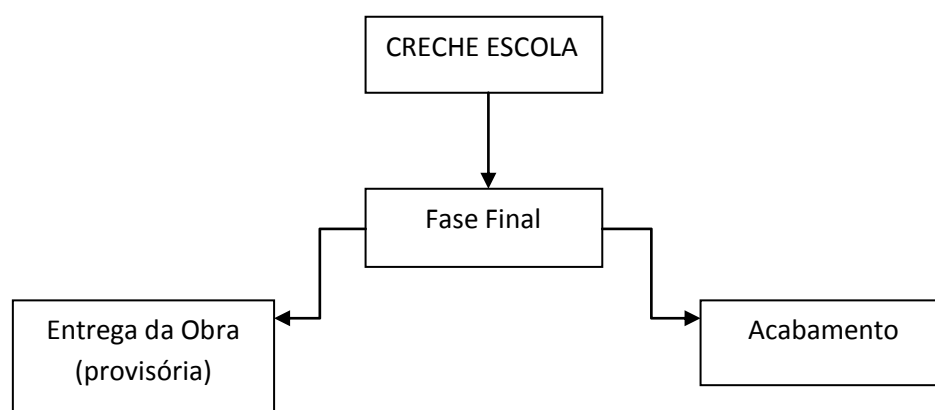 CRECHE ESCOLA
Fase Final
Entrega da Obra
(provisória)
Acabamento